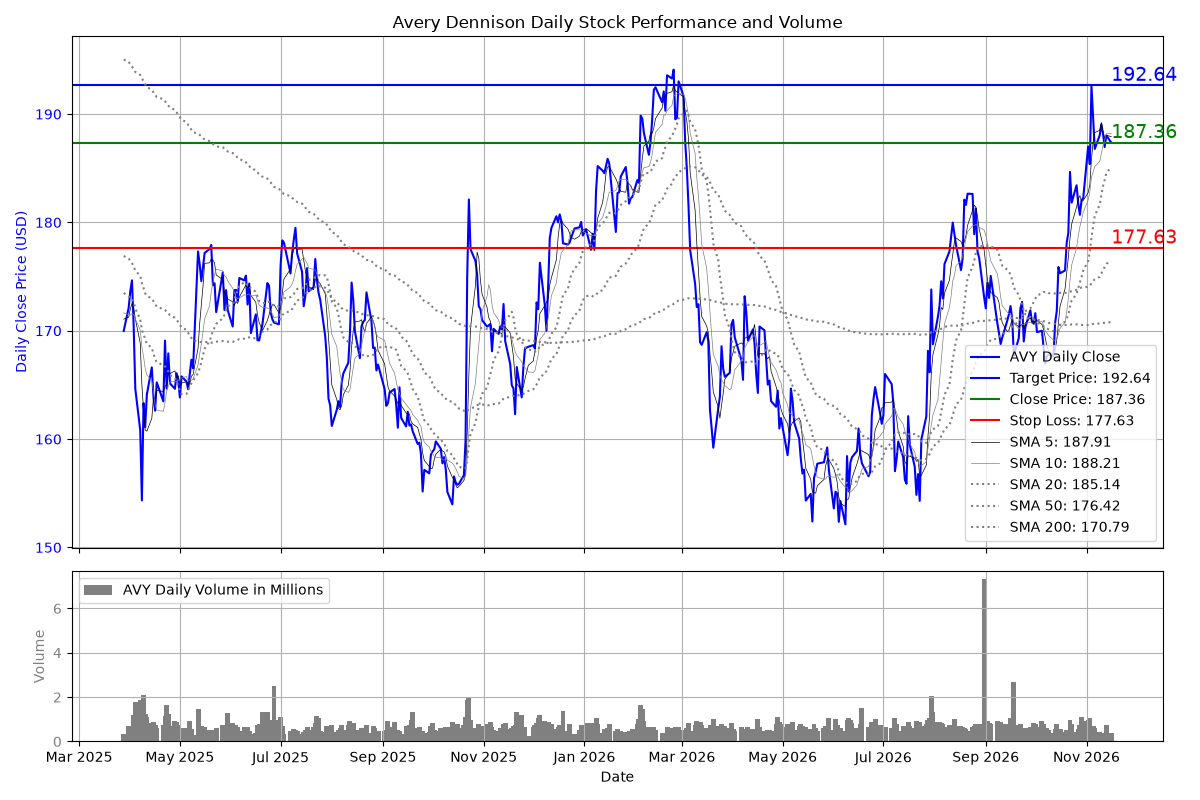 Avery Dennison Daily Stock Performance and Volume
192.64
190
187.36
180
177.63
170
160
150
Daily Close Price (USD)
AVY Daily Close
Target Price: 192.64
Close Price: 187.36
Stop Loss: 177.63
SMA 5: 187.91
SMA 10: 188.21
SMA 20: 185.14
SMA 50: 176.42
SMA 200: 170.79
AVY Daily Volume in Millions
6
4
2
0
Volume
Mar 2025 May 2025 Jul 2025 Sep 2025 Nov 2025 Jan 2026 Mar 2026 May 2026 Jul 2026 Sep 2026 Nov 2026
Date